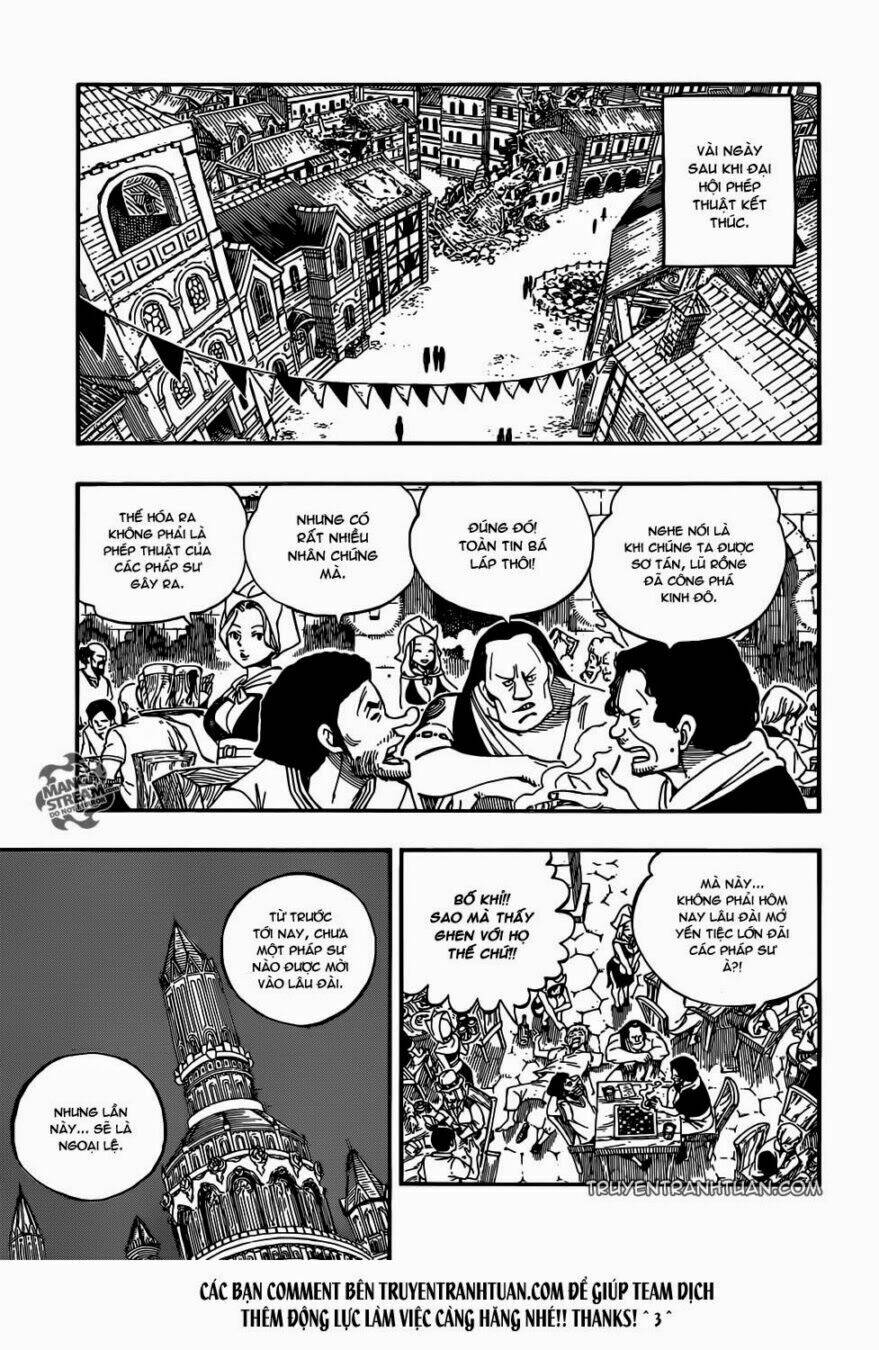 VÀI NGÀY
SAU KHI ĐẠI
HỘI PHÉP
THUẬT KẾT
THÚC.
NGHE NÓI LÀ
KHI CHÚNG TA ĐƯỢC
SƠ TÁN, LŨ RỒNG
ĐÃ CÔNG PHÁ
KINH ĐÔ.
ĐÚNG ĐÓ!
TOÀN TIN BÁ
LÁP THÔI!
NHƯNG CÓ
RẤT NHIỀU
NHÂN CHỨNG
MÀ.
THẾ HÓA RA
KHÔNG PHẢI LÀ
PHÉP THUẬT CỦA
CÁC PHÁP SƯ
GÂY RA.
MANGA
STREAM
MÀ NÀY...
KHÔNG PHẢI HÔM
NAY LÂU ĐÀI MỞ
YẾN TIỆC LỚN ĐÃI
CÁC PHÁP SƯ
À?!
BỐ KHỈ!!
SAO MÀ THẤY
GHEN VỚI HỌ
THẾ CHỨ!!
TỪ TRƯỚC
TỚI NAY, CHƯA
MỘT PHÁP SƯ
NÀO ĐƯỢC MỜI
VÀO LÂU ĐÀI.
NHƯNG LẦN
NÀY... SẼ LÀ
NGOẠI LỆ.
TRUYENTRANHTUAN.COM
CÁC BẠN COMMENT BÊN TRUYENTRANHTUAN.COM ĐỂ GIÚP TEAM DỊCH
THÊM ĐỘNG LỰC LÀM VIỆC CÀNG HĂNG NHÉ!! THANKS! ^ 3 ^